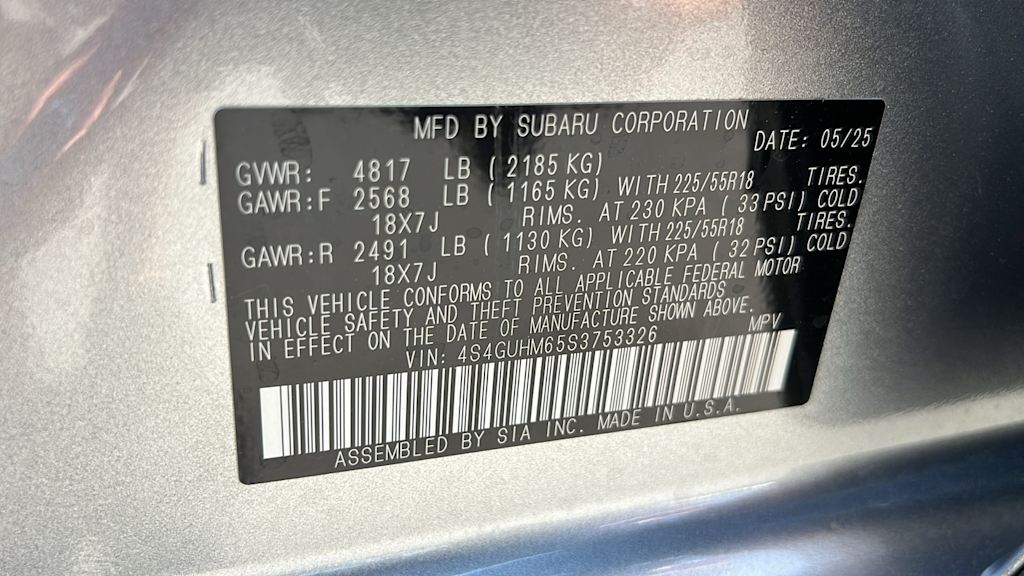 MFD BY SUBARU CORPORATION DATE: 05/25
GVWR: 4817 LB ( 2185 KG)
GAWR:F 2568 LB ( 1165 KG) WITH 225/55R18 TIRES.
18X7J RIMS. AT 230 KPA ( 33 PSI) COLD
GAWR:R 2491 LB ( 1130 KG) WITH 225/55R18 TIRES.
18X7J RIMS. AT 220 KPA ( 32 PSI) COLD
THIS VEHICLE CONFORMS TO ALL APPLICABLE FEDERAL MOTOR
VEHICLE SAFETY AND THEFT PREVENTION STANDARDS
IN EFFECT ON THE DATE OF MANUFACTURE SHOWN ABOVE.
VIN: 4S4GUHM65S3753326 MPV
ASSEMBLED BY SIA INC. MADE IN U.S.A.